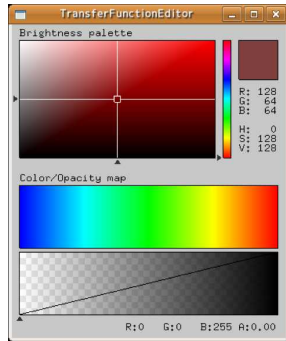 TransferFunctionEditor
Brightness palette
R: 128
G: 64
B: 64
H: 0
S: 128
V: 128
Color/Opacity map
R:0 G:0 B:255 A:0.00